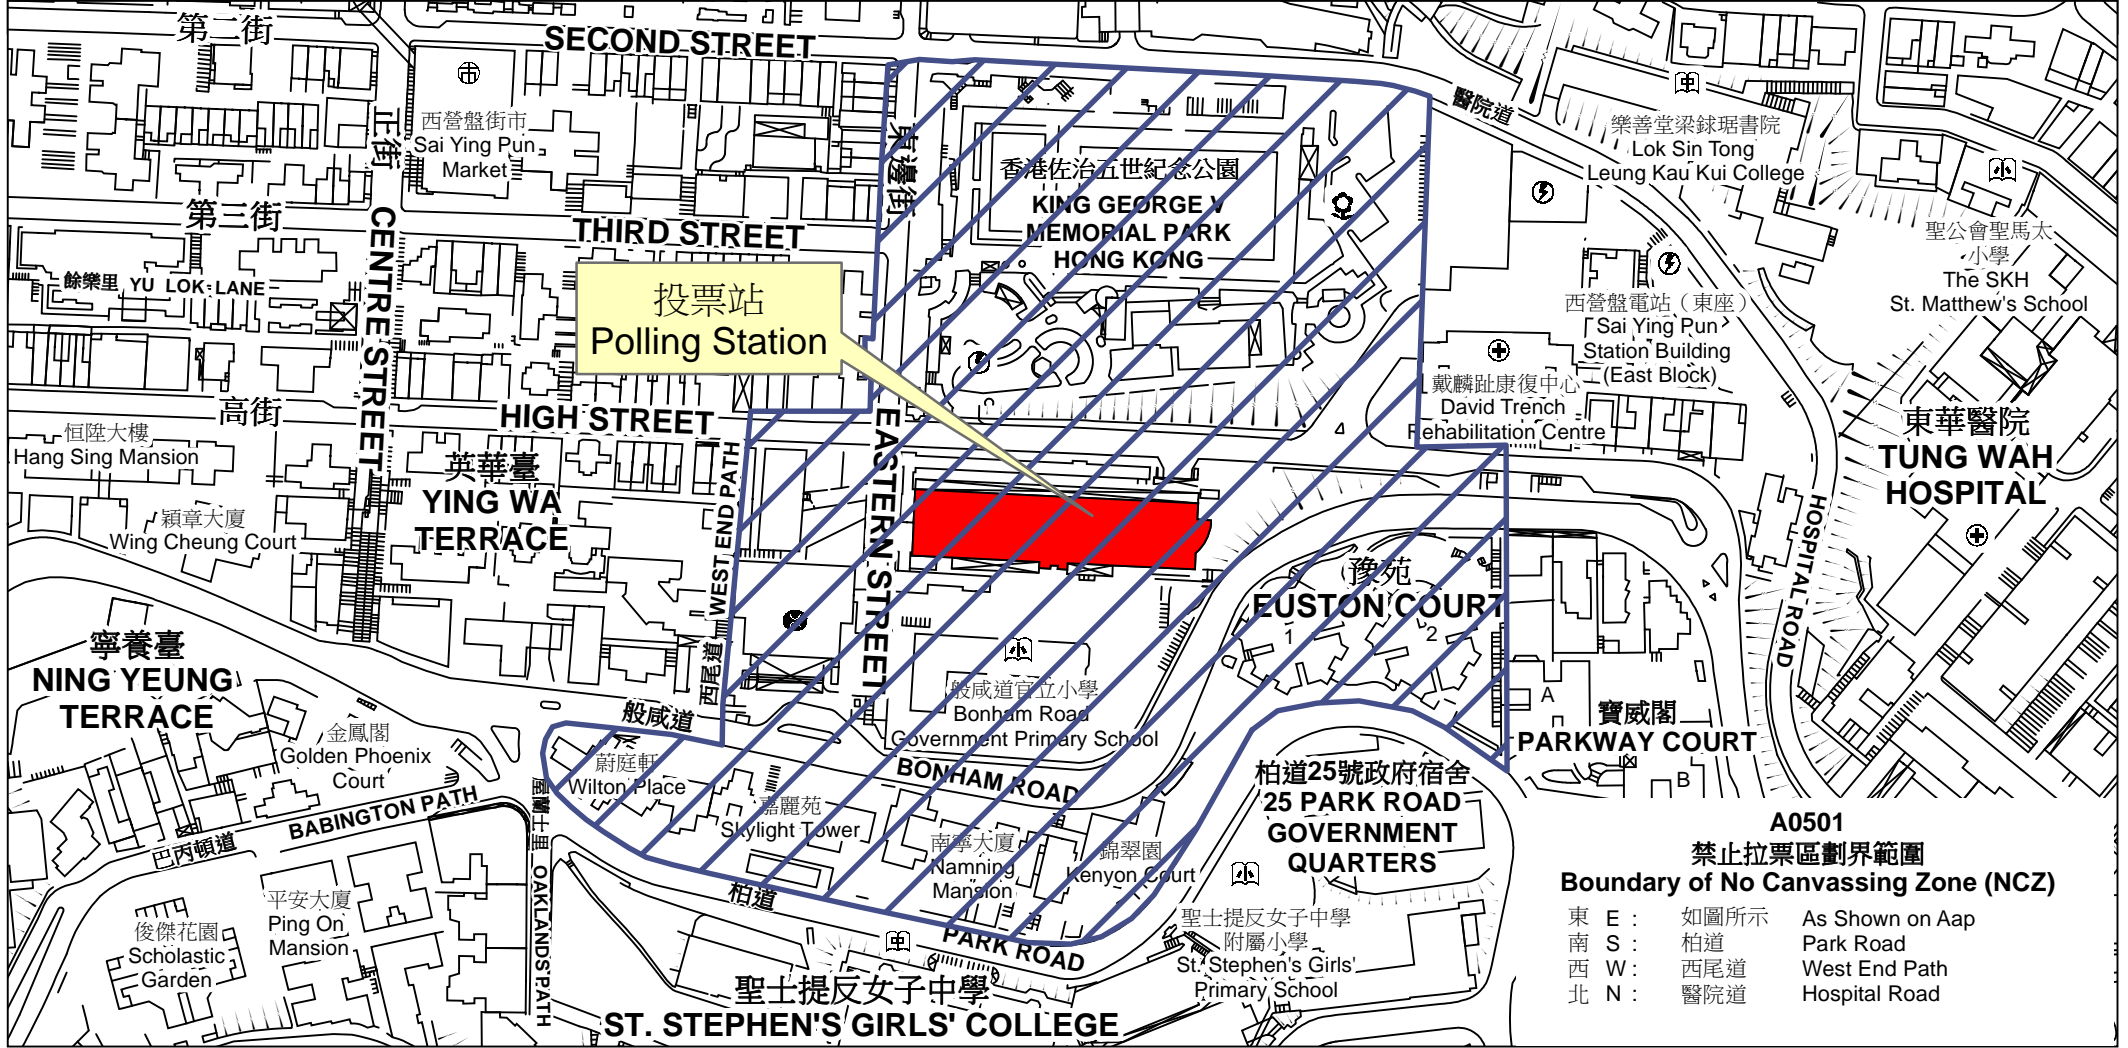 第二街
SECOND STREET
正街
西營盤街市
Sai Ying Pun
Market
東邊街
香港佐治五世紀念公園
KING GEORGE V
MEMORIAL PARK
HONG KONG
醫院道
樂善堂梁銶琚書院
Lok Sin Tong
Leung Kau Kui College
第三街
THIRD STREET
CENTRE STREET
餘樂里 YU LOK LANE
投票站
Polling Station
聖公會聖馬太
小學
The SKH
St. Matthew's School
西營盤電站（東座）
Sai Ying Pun
Station Building
(East Block)
戴麟趾康復中心
David Trench
Rehabilitation Centre
高街
HIGH STREET
恒陞大樓
Hang Sing Mansion
英華臺
YING WA
TERRACE
穎章大廈
Wing Cheung Court
西尾道 WEST END PATH
EASTERN STREET
東華醫院
TUNG WAH
HOSPITAL
HOSPITAL ROAD
豫苑
EUSTON COURT
1
2
寧養臺
NING YEUNG
TERRACE
般咸道官立小學
Bonham Road
Government Primary School
般咸道
BONHAM ROAD
A
寶威閣
PARKWAY COURT
B
金鳳閣
Golden Phoenix
Court
蔚庭軒
Wilton Place
嘉麗苑
Skylight Tower
南寧大廈
Namning
Mansion
錦翠園
Kenyon Court
柏道25號政府宿舍
25 PARK ROAD
GOVERNMENT
QUARTERS
巴丙頓道
BABINGTON PATH
屋蘭士里 OAKLANDS PATH
平安大廈
Ping On
Mansion
俊傑花園
Scholastic
Garden
柏道
PARK ROAD
聖士提反女子中學
附屬小學
St. Stephen's Girls'
Primary School
聖士提反女子中學
ST. STEPHEN'S GIRLS' COLLEGE
A0501
禁止拉票區劃界範圍
Boundary of No Canvassing Zone (NCZ)
東 E : 如圖所示 As Shown on Aap
南 S : 柏道 Park Road
西 W : 西尾道 West End Path
北 N : 醫院道 Hospital Road